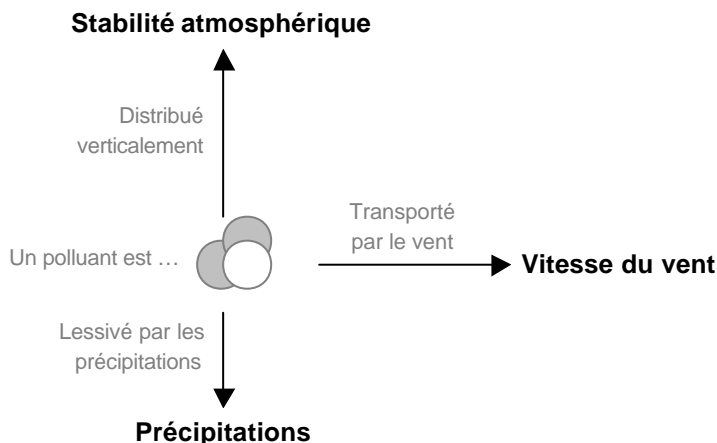 Stabilité atmosphérique
Distribué
verticalement
Transporté
par le vent
Un polluant est …
Vitesse du vent
Lessivé par les
précipitations
Précipitations